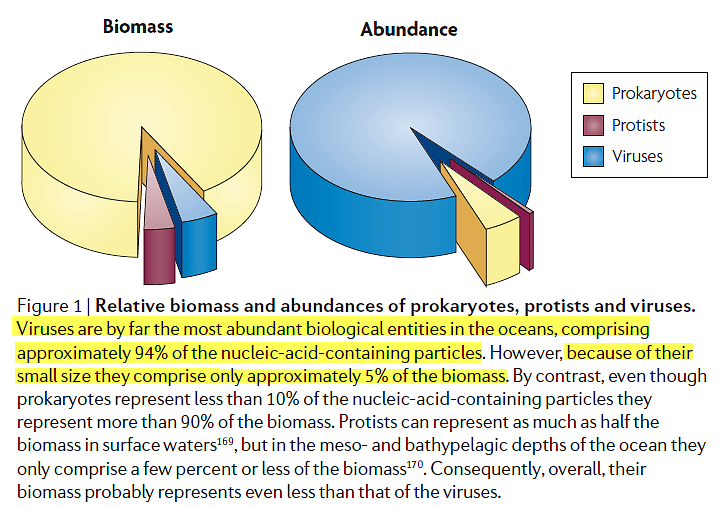 Biomass
Abundance
Prokaryotes
Protists
Viruses
Figure 1 | Relative biomass and abundances of prokaryotes, protists and viruses.
Viruses are by far the most abundant biological entities in the oceans, comprising
approximately 94% of the nucleic-acid-containing particles. However, because of their
small size they comprise only approximately 5% of the biomass. By contrast, even though
prokaryotes represent less than 10% of the nucleic-acid-containing particles they
represent more than 90% of the biomass. Protists can represent as much as half the
biomass in surface waters¹⁶⁹, but in the meso- and bathypelagic depths of the ocean they
only comprise a few percent or less of the biomass¹⁷⁰. Consequently, overall, their
biomass probably represents even less than that of the viruses.